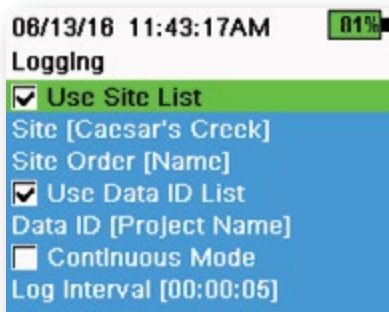 06/13/16 11:43:17AM 81%
Logging
Use Site List
Site [Caesar's Creek]
Site Order [Name]
Use Data ID List
Data ID [Project Name]
Continuous Mode
Log Interval [00:00:05]